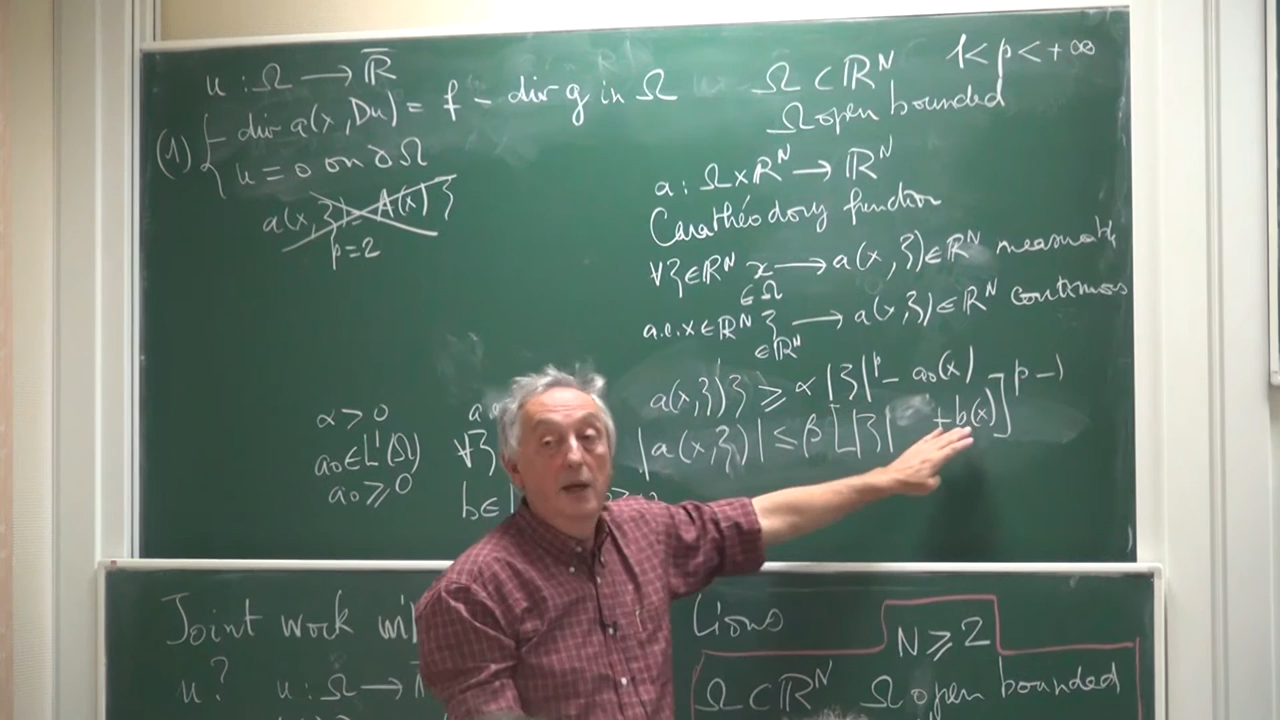 u : Ω → R̅
(1) { - div a(x, Du) = f - div g in Ω
u = 0 on ∂Ω
a(x,ξ) = A(x) ξ
p = 2
Ω ⊂ ℝᴺ 1 < p < +∞
Ω open bounded
a : Ω × ℝᴺ → ℝᴺ
Carathéodory function
∀ξ ∈ ℝᴺ x → a(x,ξ) ∈ ℝᴺ measurable
∈ Ω
a.e. x ∈ ℝᴺ ξ → a(x,ξ) ∈ ℝᴺ continuous
∈ ℝᴺ
α > 0
a₀ ∈ L¹(Ω) ∀ξ
a₀ ≥ 0
b ∈
a(x,ξ)ξ ≥ α |ξ|ᵖ - a₀(x)
|a(x,ξ)| ≤ β [|ξ| + b(x)]ᵖ⁻¹
Joint work
Lions
u? u : Ω →
N ≥ 2
Ω ⊂ ℝᴺ Ω open bounded